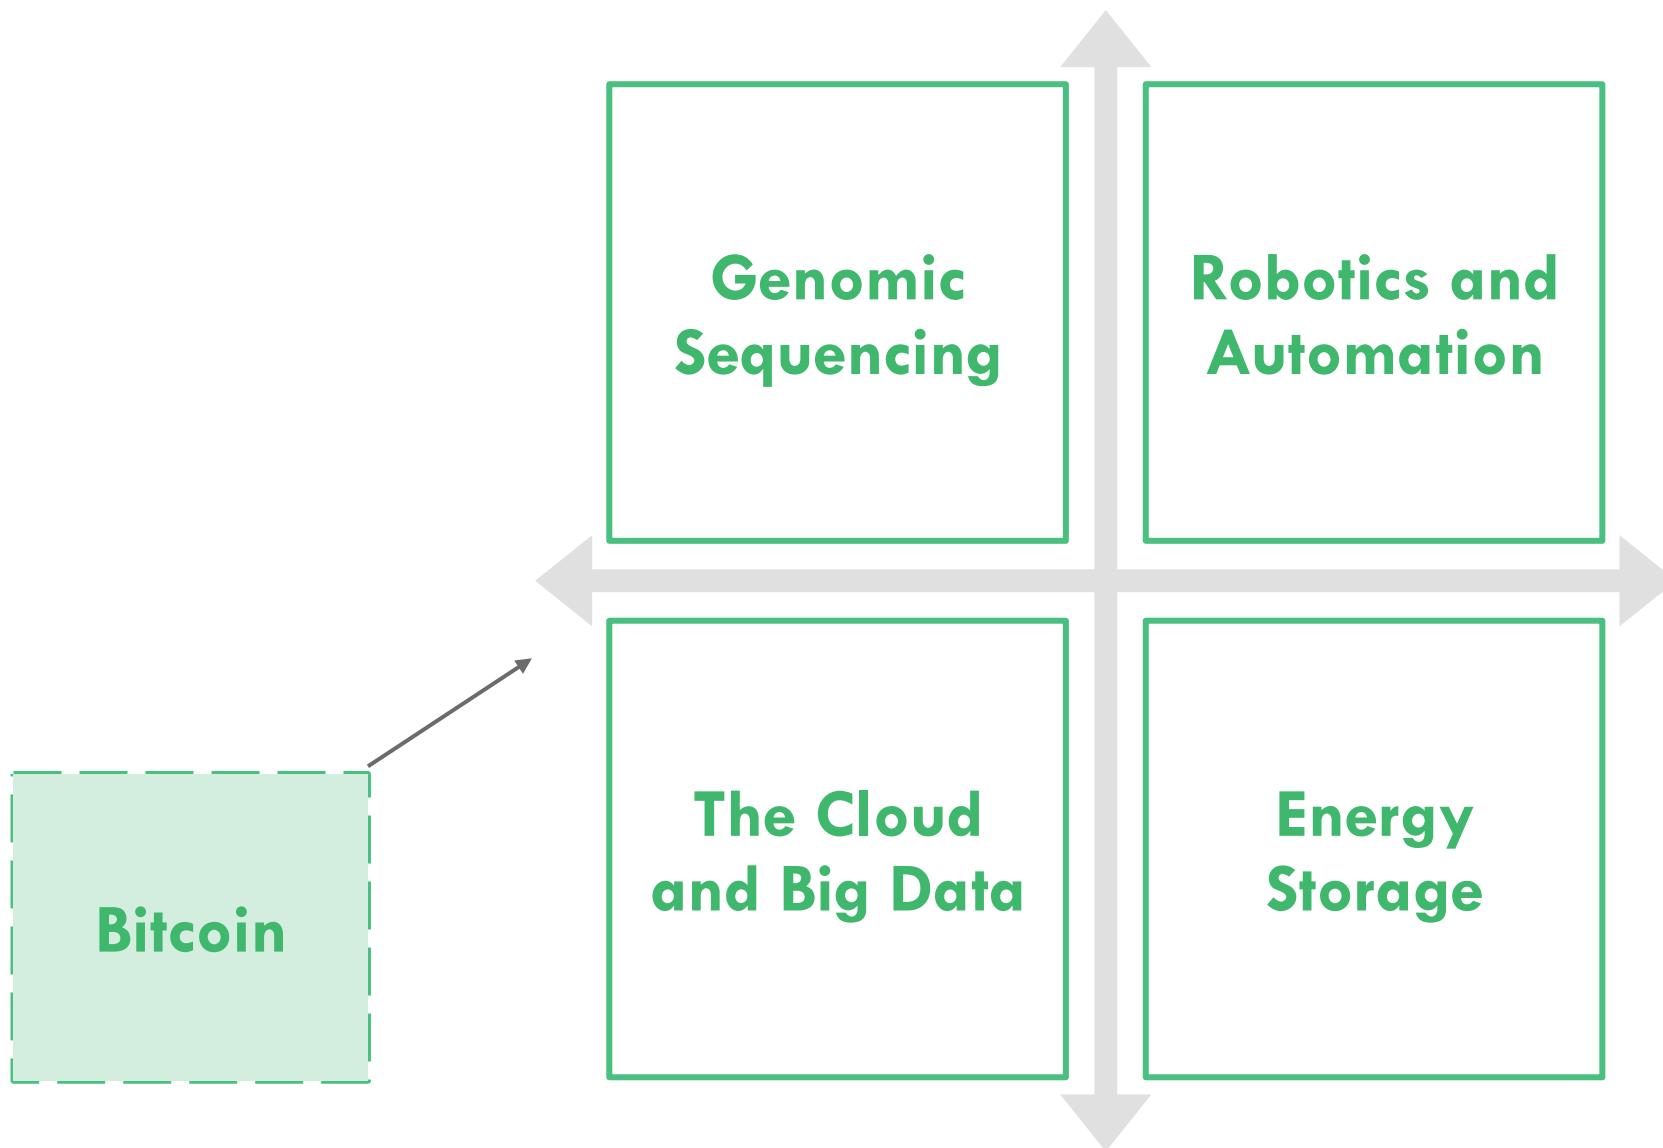 Genomic
Sequencing
Robotics and
Automation
The Cloud
and Big Data
Energy
Storage
Bitcoin